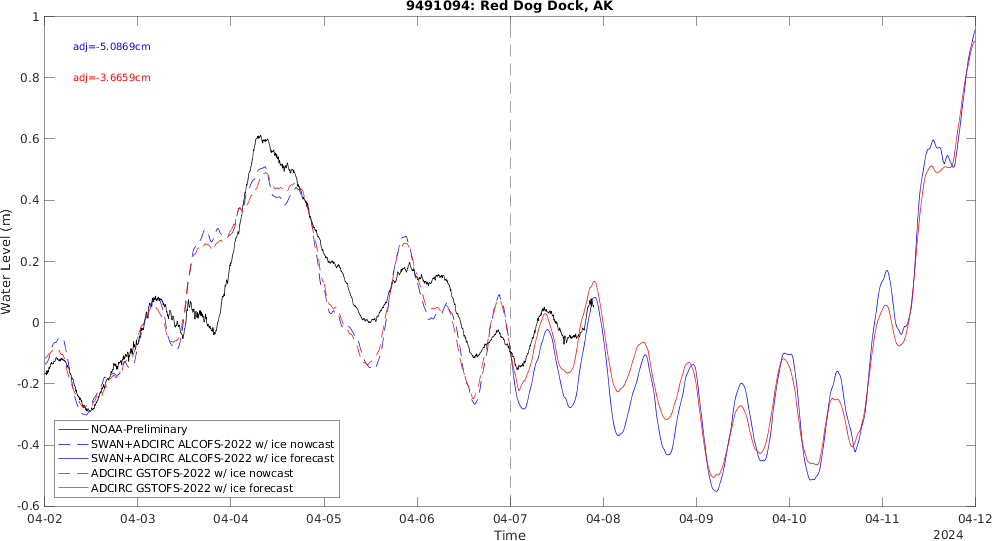 9491094: Red Dog Dock, AK
adj=-5.0869cm
adj=-3.6659cm
Water Level (m)
1
0.8
0.6
0.4
0.2
0
-0.2
-0.4
-0.6
NOAA-Preliminary
SWAN+ADCIRC ALCOFS-2022 w/ ice nowcast
SWAN+ADCIRC ALCOFS-2022 w/ ice forecast
ADCIRC GSTOFS-2022 w/ ice nowcast
ADCIRC GSTOFS-2022 w/ ice forecast
04-02 04-03 04-04 04-05 04-06 04-07 04-08 04-09 04-10 04-11 04-12
Time
2024